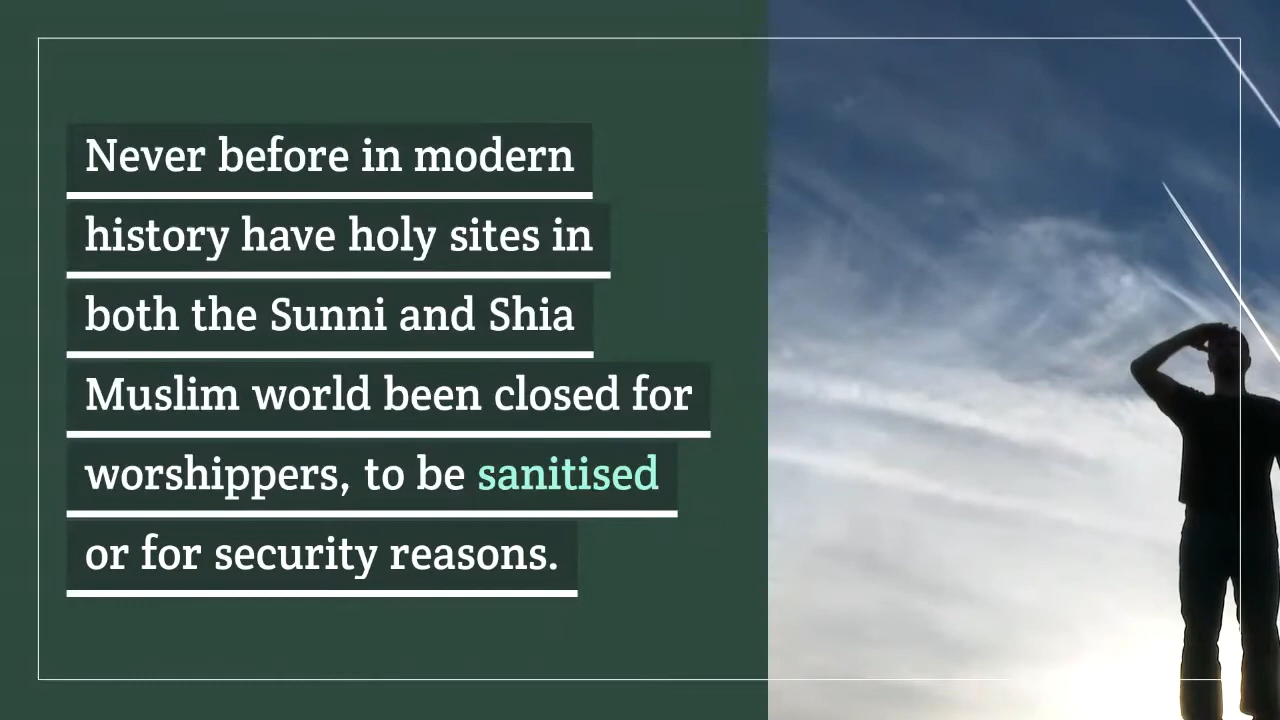 Never before in modern
history have holy sites in
both the Sunni and Shia
Muslim world been closed for
worshippers, to be sanitised
or for security reasons.